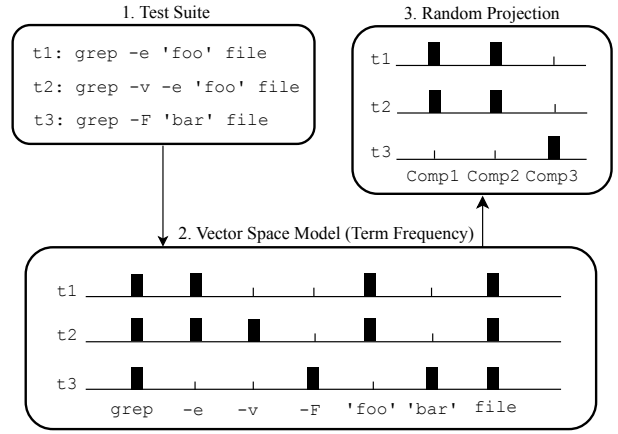 1. Test Suite
t1: grep -e 'foo' file
t2: grep -v -e 'foo' file
t3: grep -F 'bar' file
3. Random Projection
t1
t2
t3
Comp1 Comp2 Comp3
2. Vector Space Model (Term Frequency)
t1
t2
t3
grep -e -v -F 'foo' 'bar' file